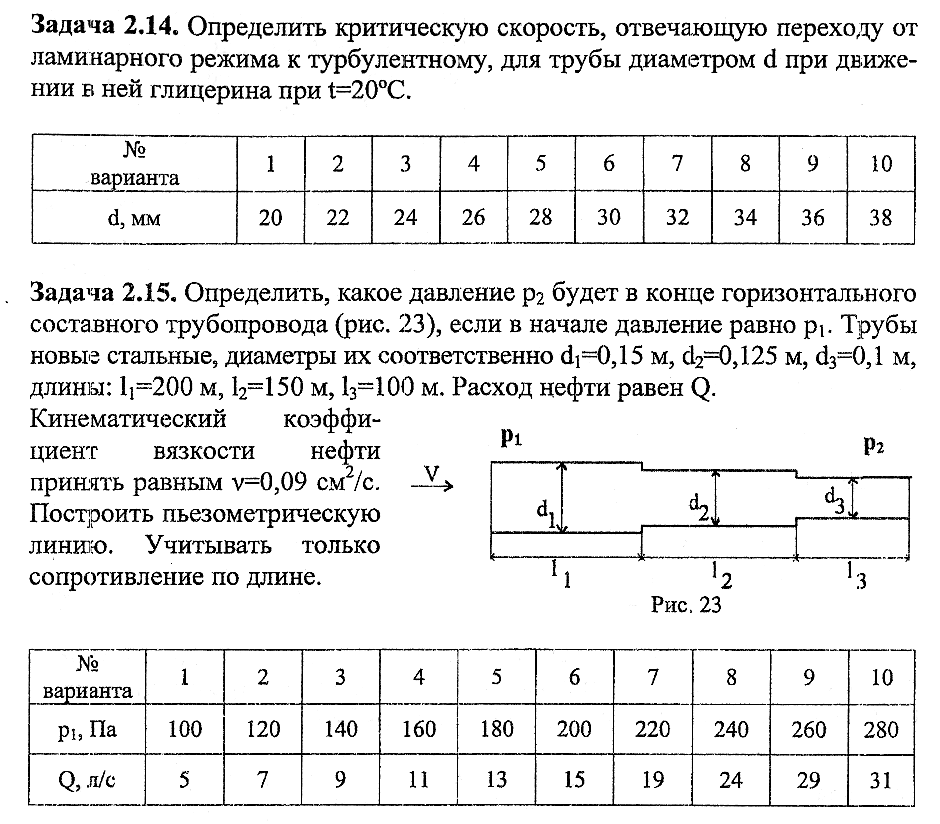 Задача 2.14. Определить критическую скорость, отвечающую переходу от
ламинарного режима к турбулентному, для трубы диаметром d при движе-
нии в ней глицерина при t=20ºC.
№ варианта 1 2 3 4 5 6 7 8 9 10
d, мм 20 22 24 26 28 30 32 34 36 38
Задача 2.15. Определить, какое давление p₂ будет в конце горизонтального
составного трубопровода (рис. 23), если в начале давление равно p₁. Трубы
новые стальные, диаметры их соответственно d₁=0,15 м, d₂=0,125 м, d₃=0,1 м,
длины: l₁=200 м, l₂=150 м, l₃=100 м. Расход нефти равен Q.
Кинематический коэффи-
циент вязкости нефти
принять равным ν=0,09 см²/с.
Построить пьезометрическую
линию. Учитывать только
сопротивление по длине.
p₁
p₂
V
d₁
d₂
d₃
l₁
l₂
l₃
Рис. 23
№ варианта 1 2 3 4 5 6 7 8 9 10
p₁, Па 100 120 140 160 180 200 220 240 260 280
Q, л/с 5 7 9 11 13 15 19 24 29 31